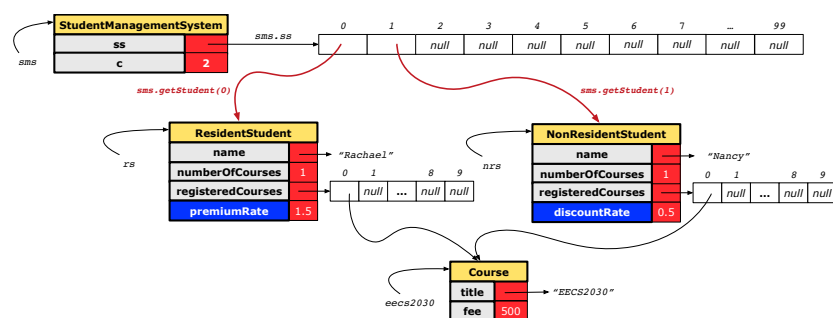 StudentManagementSystem
ss
c 2
sms
sms.ss
0 1 2 3 4 5 6 7 … 99
null null null null null null null null
sms.getStudent(0)
sms.getStudent(1)
ResidentStudent
name
numberOfCourses 1
registeredCourses
premiumRate 1.5
rs
"Rachael"
0 1 8 9
null ... null null
NonResidentStudent
name
numberOfCourses 1
registeredCourses
discountRate 0.5
nrs
"Nancy"
0 1 8 9
null ... null null
Course
title
fee 500
eecs2030
"EECS2030"